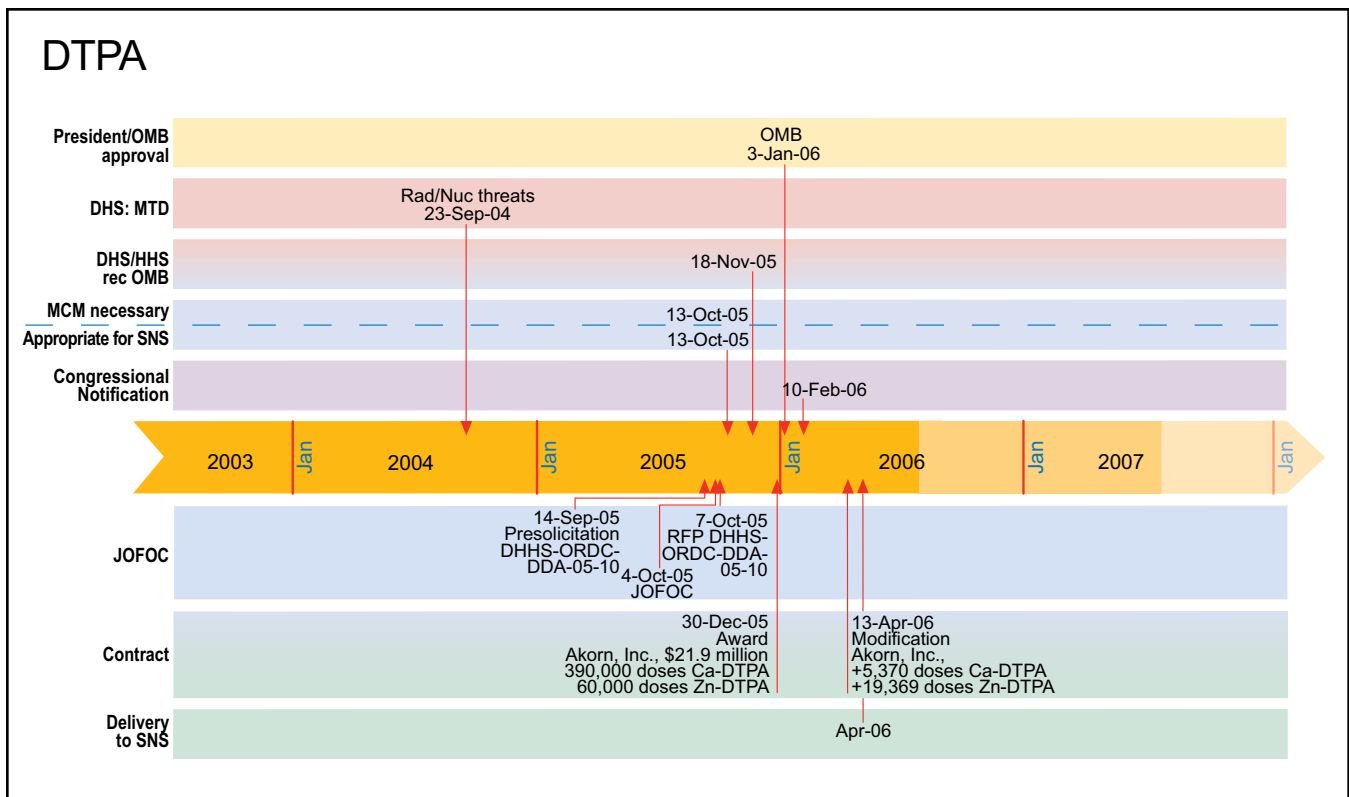 DTPA
President/OMB
approval
OMB
3-Jan-06
DHS: MTD
Rad/Nuc threats
23-Sep-04
DHS/HHS
rec OMB
18-Nov-05
MCM necessary
13-Oct-05
Appropriate for SNS
13-Oct-05
Congressional
Notification
10-Feb-06
2003
Jan
2004
Jan
2005
Jan
2006
Jan
2007
Jan
JOFOC
14-Sep-05
Presolicitation
DHHS-ORDC-
DDA-05-10
4-Oct-05
JOFOC
7-Oct-05
RFP DHHS-
ORDC-DDA-
05-10
Contract
30-Dec-05
Award
Akorn, Inc., $21.9 million
390,000 doses Ca-DTPA
60,000 doses Zn-DTPA
13-Apr-06
Modification
Akorn, Inc.,
+5,370 doses Ca-DTPA
+19,369 doses Zn-DTPA
Delivery
to SNS
Apr-06